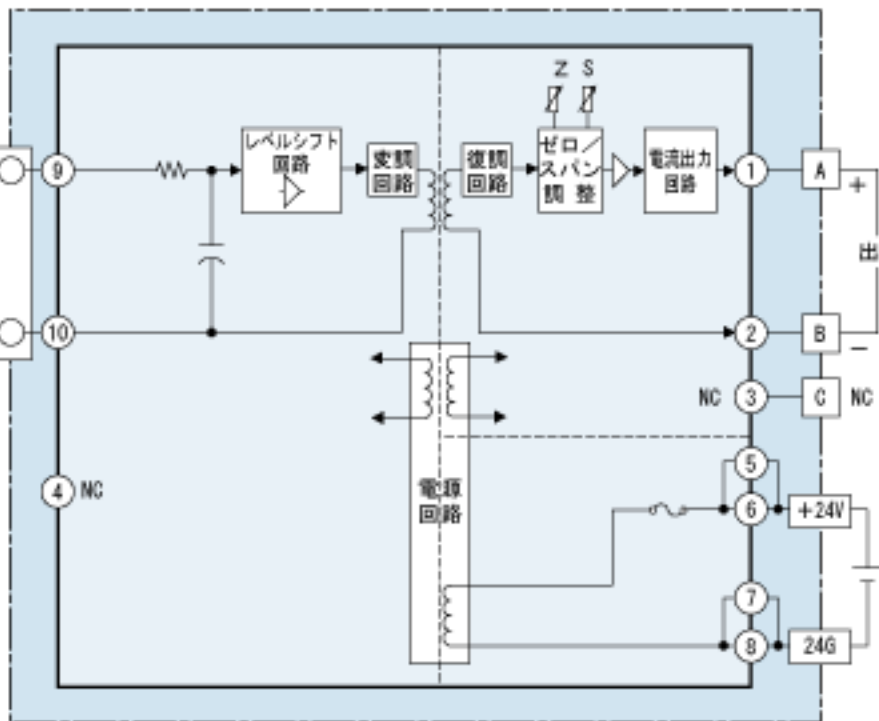 Z S
レベルシフト
回路
変調
回路
復調
回路
ゼロ／
スパン
調 整
電流出力
回路
9
1
A
+
出
10
2
B
−
NC
3
C
NC
4
NC
5
電源
回路
6
+24V
7
8
24G